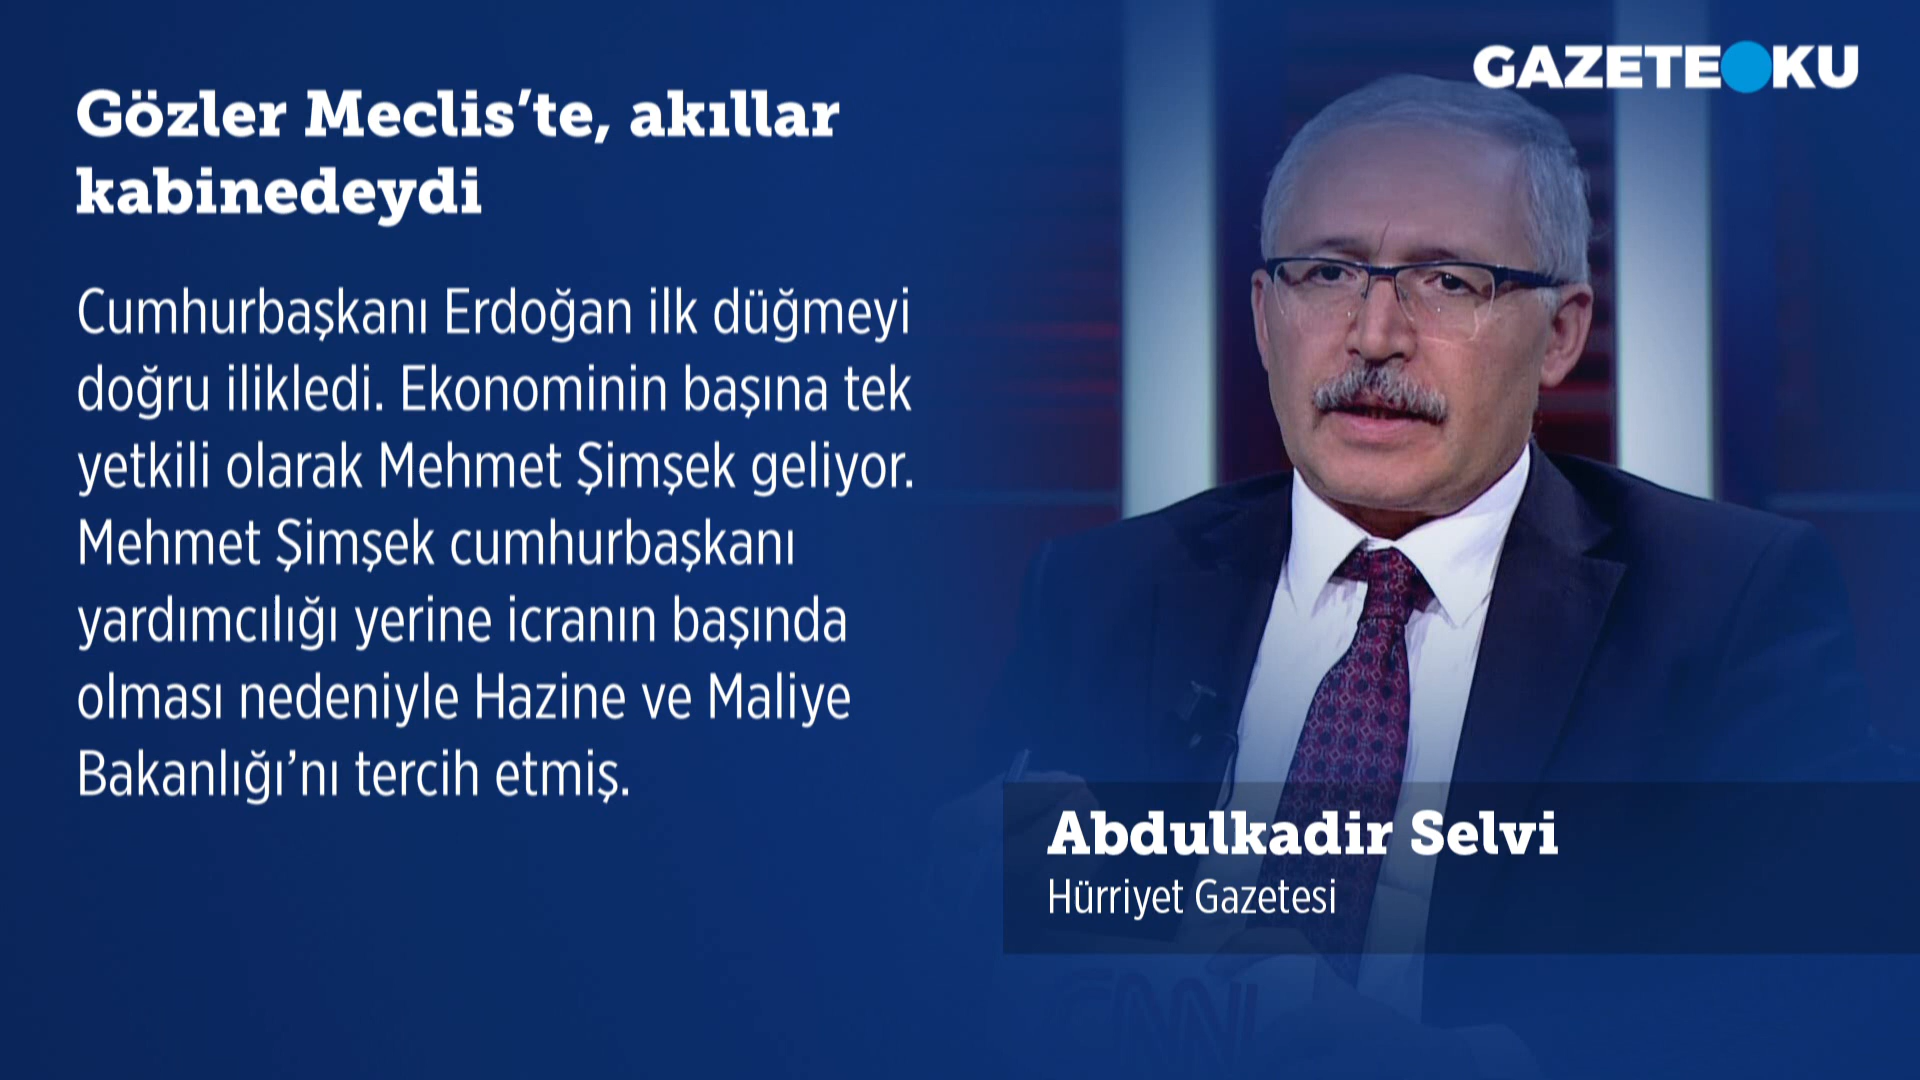 GAZETE OKU
Gözler Meclis’te, akıllar
kabinedeydi
Cumhurbaşkanı Erdoğan ilk düğmeyi
doğru ilikledi. Ekonominin başına tek
yetkili olarak Mehmet Şimşek geliyor.
Mehmet Şimşek cumhurbaşkanı
yardımcılığı yerine icranın başında
olması nedeniyle Hazine ve Maliye
Bakanlığı’nı tercih etmiş.
Abdulkadir Selvi
Hürriyet Gazetesi
CNN